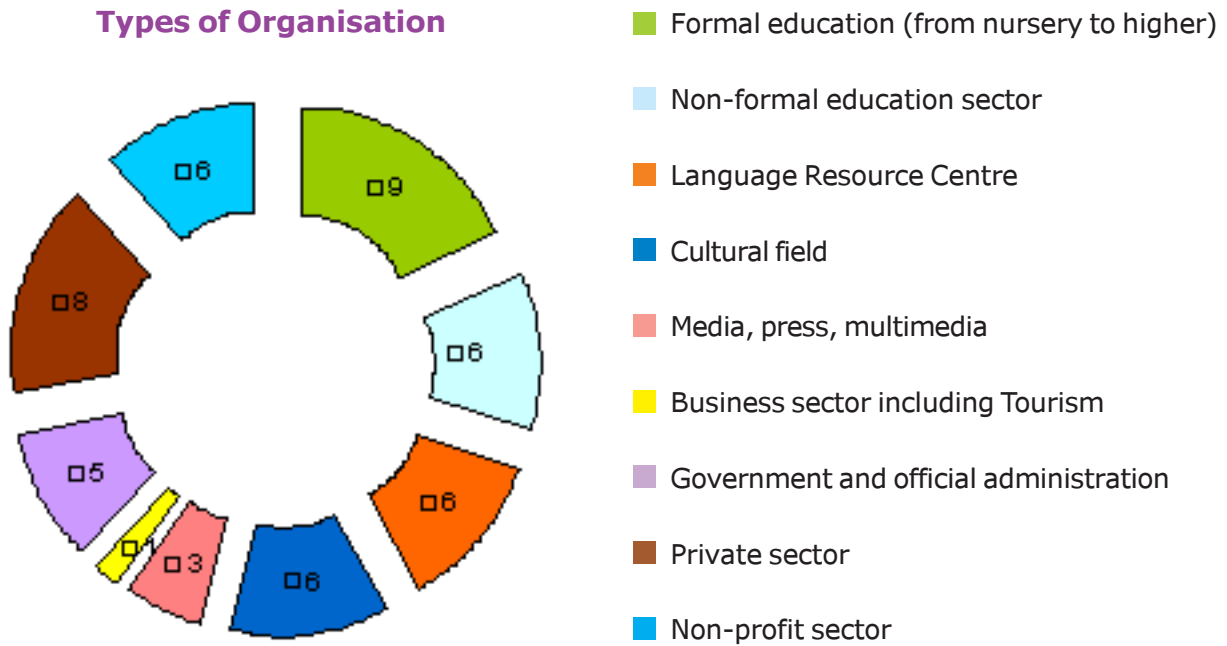 Types of Organisation
Formal education (from nursery to higher)
Non-formal education sector
Language Resource Centre
Cultural field
Media, press, multimedia
Business sector including Tourism
Government and official administration
Private sector
Non-profit sector
9
6
6
6
3
1
5
8
6